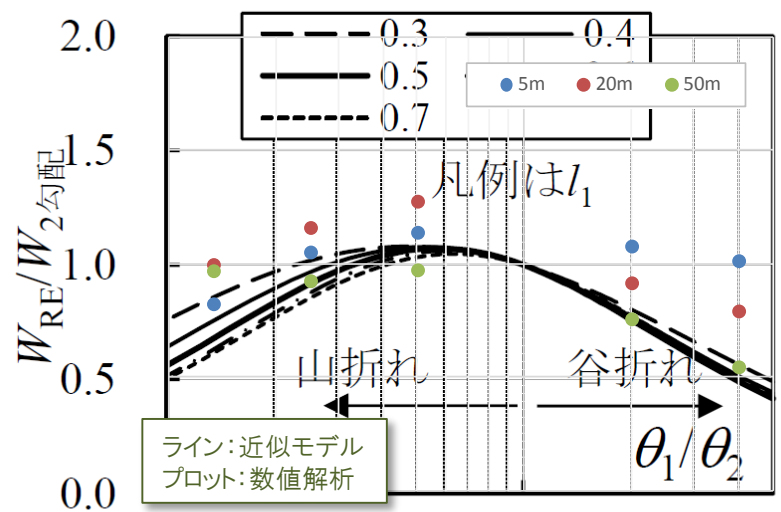 2.0
1.5
1.0
0.5
0.0
W_RE/W_2勾配
0.3
0.4
0.5
0.7
5m
20m
50m
凡例はl_1
山折れ
谷折れ
θ_1/θ_2
ライン:近似モデル
プロット:数値解析